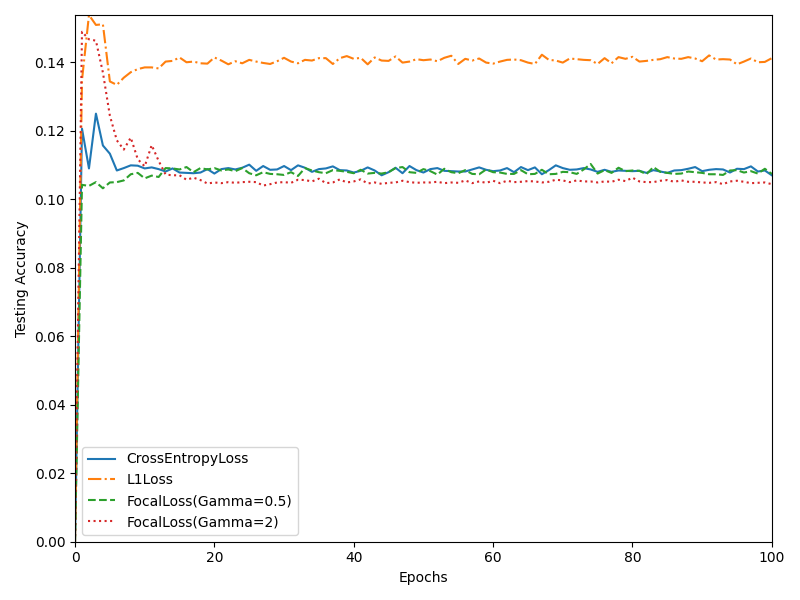 0.14
0.12
0.10
0.08
0.06
0.04
0.02
0.00
Testing Accuracy
CrossEntropyLoss
L1Loss
FocalLoss(Gamma=0.5)
FocalLoss(Gamma=2)
0 20 40 60 80 100
Epochs